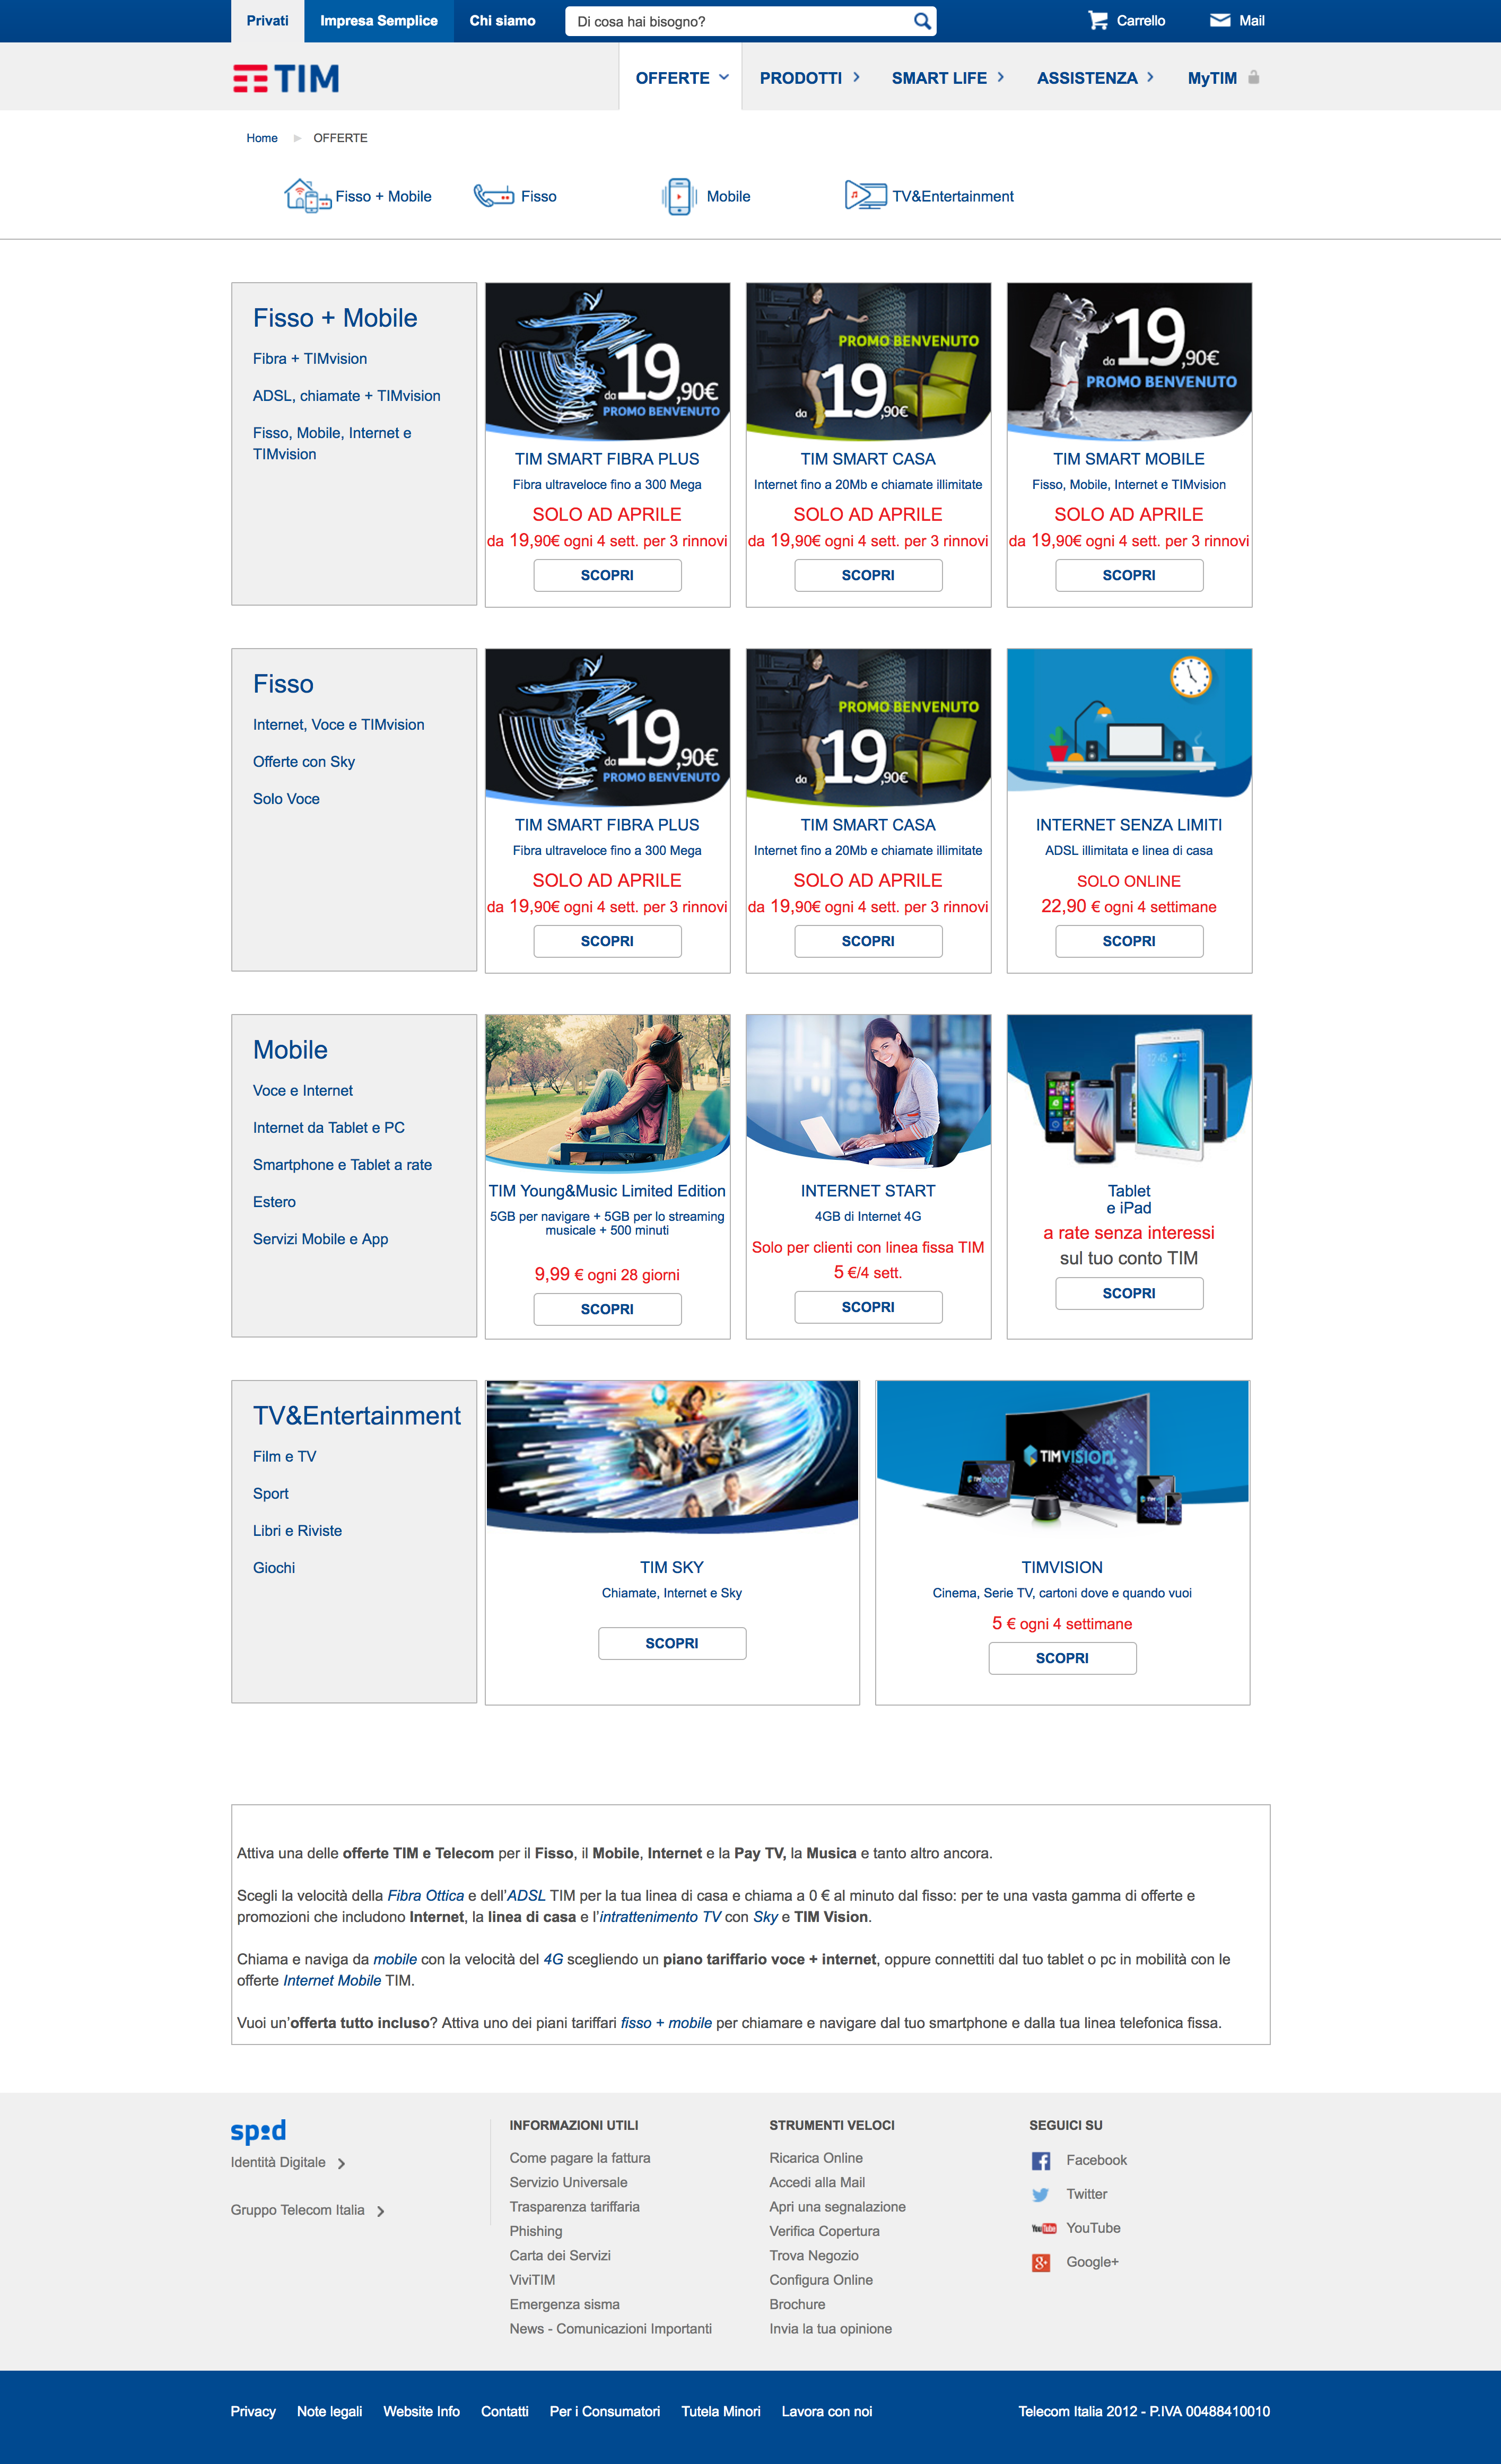 Privati
Impresa Semplice
Chi siamo
Di cosa hai bisogno?
Carrello
Mail
TIM
OFFERTE
PRODOTTI
SMART LIFE
ASSISTENZA
MyTIM
Home
OFFERTE
Fisso + Mobile
Fisso
Mobile
TV&Entertainment
Fisso + Mobile
Fibra + TIMvision
ADSL, chiamate + TIMvision
Fisso, Mobile, Internet e
TIMvision
da 19,90€
PROMO BENVENUTO
TIM SMART FIBRA PLUS
Fibra ultraveloce fino a 300 Mega
SOLO AD APRILE
da 19,90€ ogni 4 sett. per 3 rinnovi
SCOPRI
PROMO BENVENUTO
da 19,90€
TIM SMART CASA
Internet fino a 20Mb e chiamate illimitate
SOLO AD APRILE
da 19,90€ ogni 4 sett. per 3 rinnovi
SCOPRI
da 19,90€
PROMO BENVENUTO
TIM SMART MOBILE
Fisso, Mobile, Internet e TIMvision
SOLO AD APRILE
da 19,90€ ogni 4 sett. per 3 rinnovi
SCOPRI
Fisso
Internet, Voce e TIMvision
Offerte con Sky
Solo Voce
da 19,90€
PROMO BENVENUTO
TIM SMART FIBRA PLUS
Fibra ultraveloce fino a 300 Mega
SOLO AD APRILE
da 19,90€ ogni 4 sett. per 3 rinnovi
SCOPRI
PROMO BENVENUTO
da 19,90€
TIM SMART CASA
Internet fino a 20Mb e chiamate illimitate
SOLO AD APRILE
da 19,90€ ogni 4 sett. per 3 rinnovi
SCOPRI
INTERNET SENZA LIMITI
ADSL illimitata e linea di casa
SOLO ONLINE
22,90 € ogni 4 settimane
SCOPRI
Mobile
Voce e Internet
Internet da Tablet e PC
Smartphone e Tablet a rate
Estero
Servizi Mobile e App
TIM Young&Music Limited Edition
5GB per navigare + 5GB per lo streaming
musicale + 500 minuti
9,99 € ogni 28 giorni
SCOPRI
INTERNET START
4GB di Internet 4G
Solo per clienti con linea fissa TIM
5 €/4 sett.
SCOPRI
Tablet
e iPad
a rate senza interessi
sul tuo conto TIM
SCOPRI
TV&Entertainment
Film e TV
Sport
Libri e Riviste
Giochi
TIM SKY
Chiamate, Internet e Sky
SCOPRI
TIMVISION
TIMVISION
Cinema, Serie TV, cartoni dove e quando vuoi
5 € ogni 4 settimane
SCOPRI
Attiva una delle offerte TIM e Telecom per il Fisso, il Mobile, Internet e la Pay TV, la Musica e tanto altro ancora.
Scegli la velocità della Fibra Ottica e dell'ADSL TIM per la tua linea di casa e chiama a 0 € al minuto dal fisso: per te una vasta gamma di offerte e
promozioni che includono Internet, la linea di casa e l'intrattenimento TV con Sky e TIM Vision.
Chiama e naviga da mobile con la velocità del 4G scegliendo un piano tariffario voce + internet, oppure connettiti dal tuo tablet o pc in mobilità con le
offerte Internet Mobile TIM.
Vuoi un'offerta tutto incluso? Attiva uno dei piani tariffari fisso + mobile per chiamare e navigare dal tuo smartphone e dalla tua linea telefonica fissa.
spid
Identità Digitale
Gruppo Telecom Italia
INFORMAZIONI UTILI
Come pagare la fattura
Servizio Universale
Trasparenza tariffaria
Phishing
Carta dei Servizi
ViviTIM
Emergenza sisma
News - Comunicazioni Importanti
STRUMENTI VELOCI
Ricarica Online
Accedi alla Mail
Apri una segnalazione
Verifica Copertura
Trova Negozio
Configura Online
Brochure
Invia la tua opinione
SEGUICI SU
Facebook
Twitter
YouTube
Google+
Privacy
Note legali
Website Info
Contatti
Per i Consumatori
Tutela Minori
Lavora con noi
Telecom Italia 2012 - P.IVA 00488410010